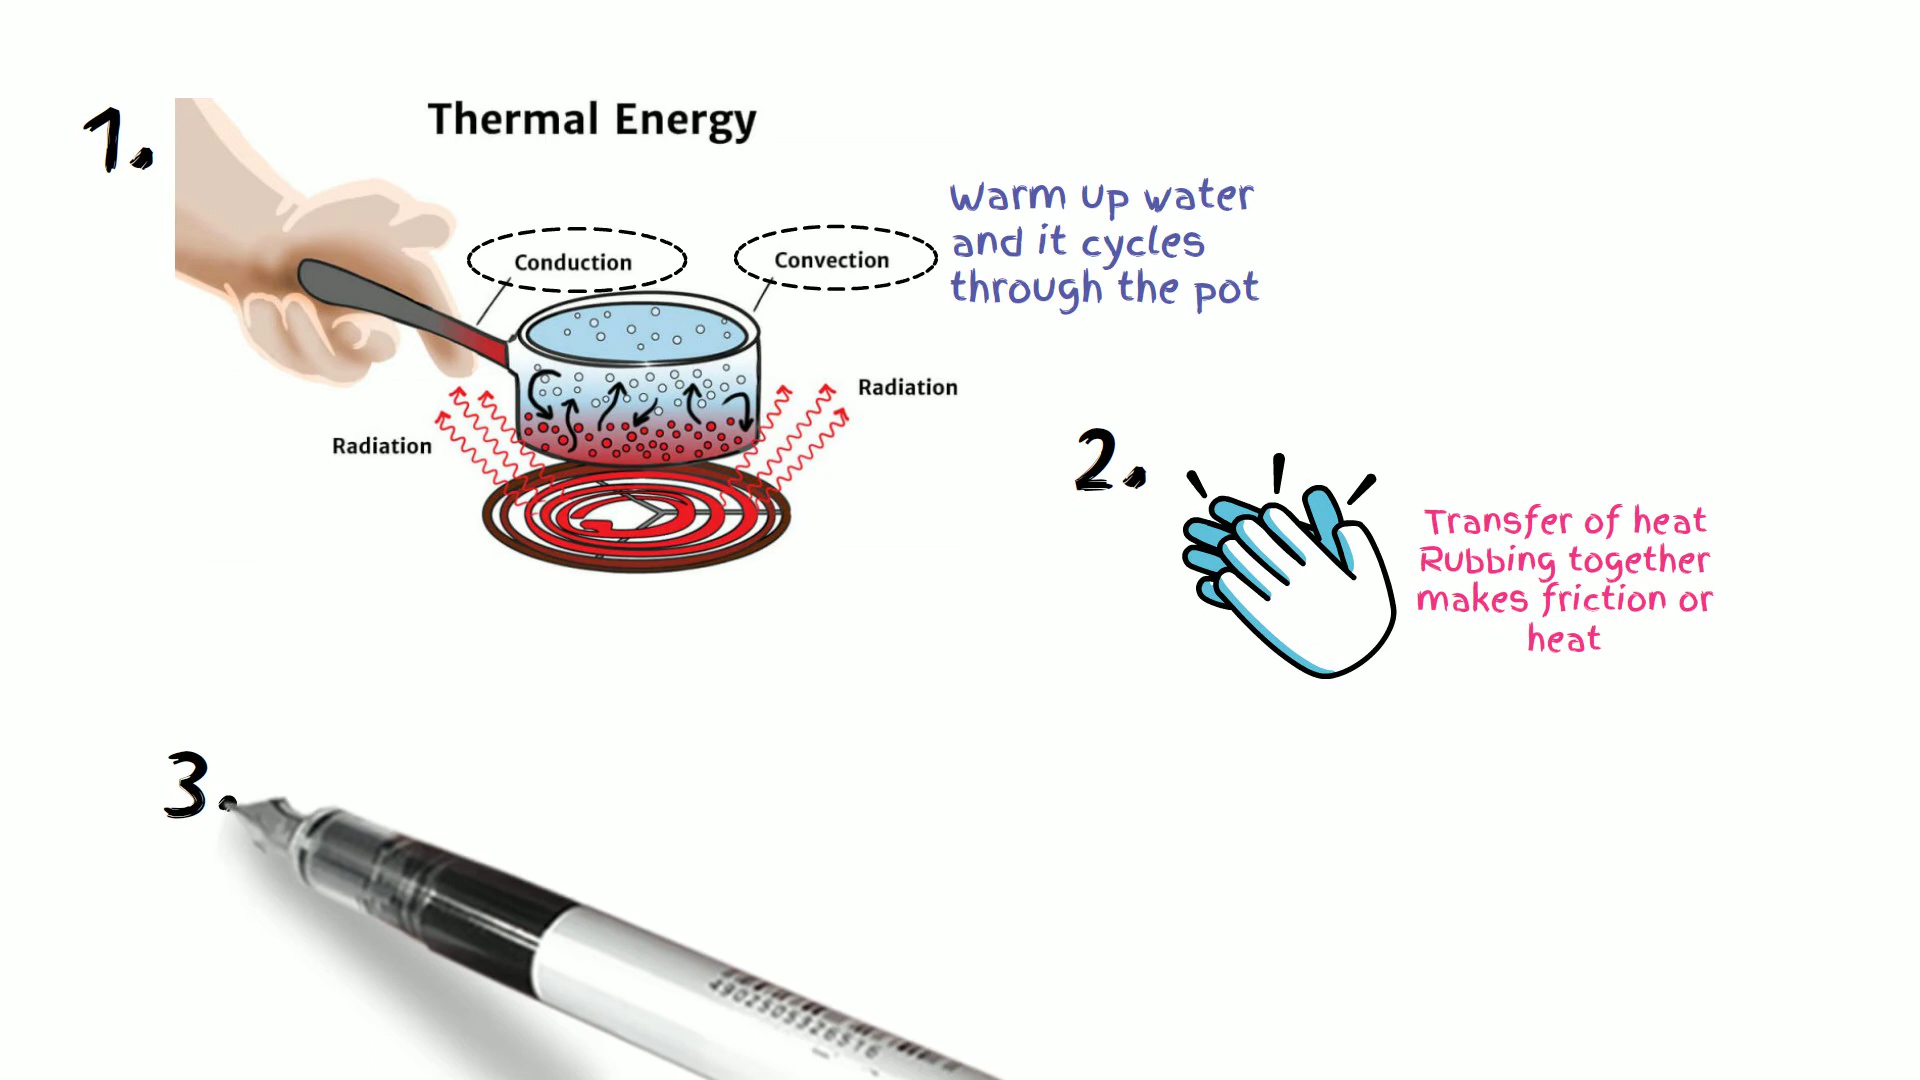 1.
Thermal Energy
Conduction
Convection
Warm up water
and it cycles
through the pot
Radiation
Radiation
2.
Transfer of heat
Rubbing together
makes friction or
heat
3.
4902505326516